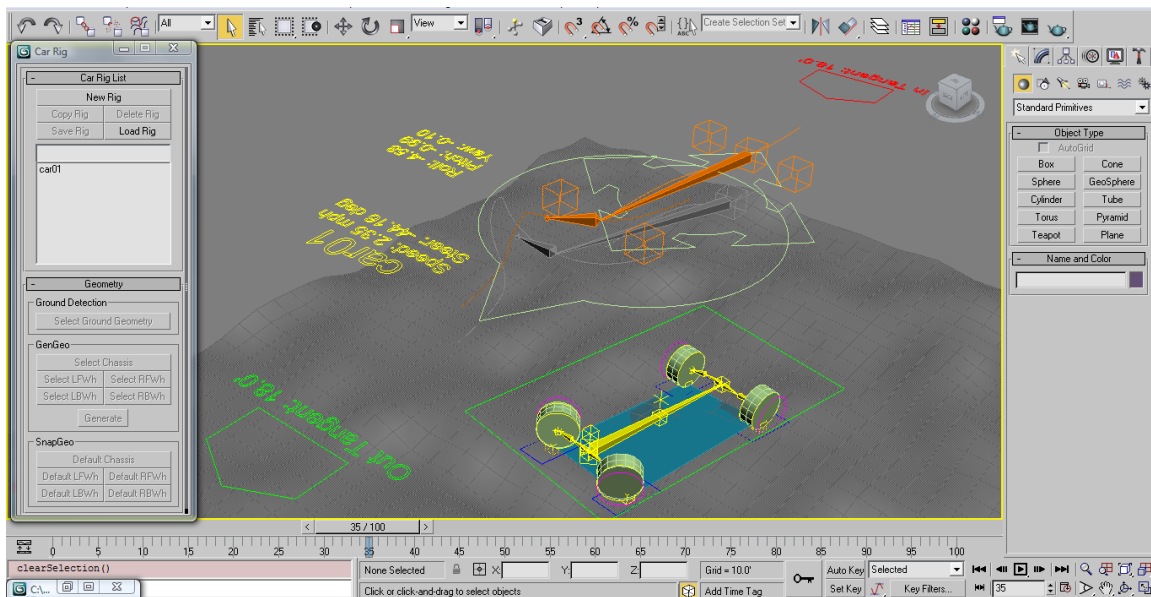 All
View
3
Create Selection Set
Car Rig
Car Rig List
New Rig
Copy Rig Delete Rig
Save Rig Load Rig
car01
Geometry
Ground Detection
Select Ground Geometry
GenGeo
Select Chassis
Select LFWh Select RFWh
Select LBWh Select RBWh
Generate
SnapGeo
Default Chassis
Default LFWh Default RFWh
Default LBWh Default RBWh
In Tangent: 18.0'
Roll: -4.59
Pitch: -0.99
Yaw: -0.10
Steer: -44.16 deg
Speed: 2.35 mph
car01
Out Tangent: 18.0'
Standard Primitives
Object Type
AutoGrid
Box Cone
Sphere GeoSphere
Cylinder Tube
Torus Pyramid
Teapot Plane
Name and Color
35 / 100
0 5 10 15 20 25 30 35 40 45 50 55 60 65 70 75 80 85 90 95 100
clearSelection()
C:\...
None Selected X: Y: Z: Grid = 10.0'
Click or click-and-drag to select objects Add Time Tag
Auto Key Selected
Set Key Key Filters...
35